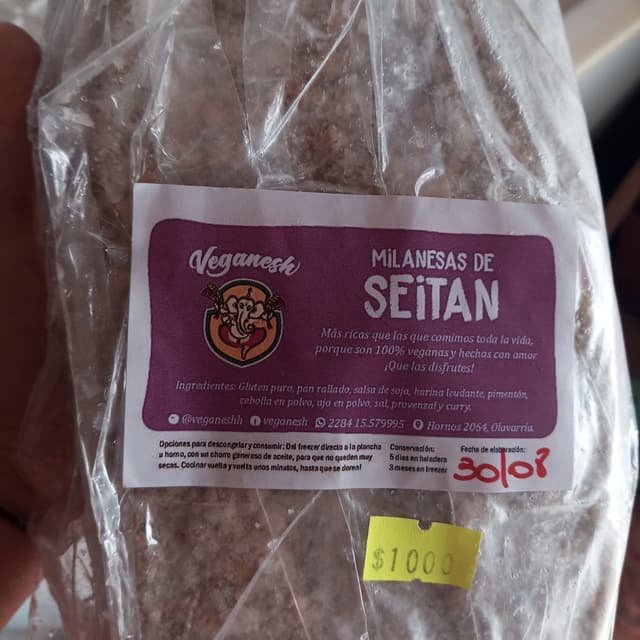 Veganesh
MiLANESAS DE
SEiTAN
Más ricas que las que comimos toda la vida,
porque son 100% veganas y hechas con amor
¡Que las disfrutes!
Ingredientes: Gluten puro, pan rallado, salsa de soja, harina leudante, pimentón,
cebolla en polvo, ajo en polvo, sal, provenzal y curry.
@veganeshh veganesh 2284 15.579995 Hornos 2064, Olavarría.
Opciones para descongelar y consumir: Del freezer directo a la plancha
u horno, con un chorro generoso de aceite, para que no queden muy
secas. Cocinar vuelta y vuelta unos minutos, hasta que se doren!
Conservación:
5 días en heladera
3 meses en freezer
Fecha de elaboración:
30/08
$1000